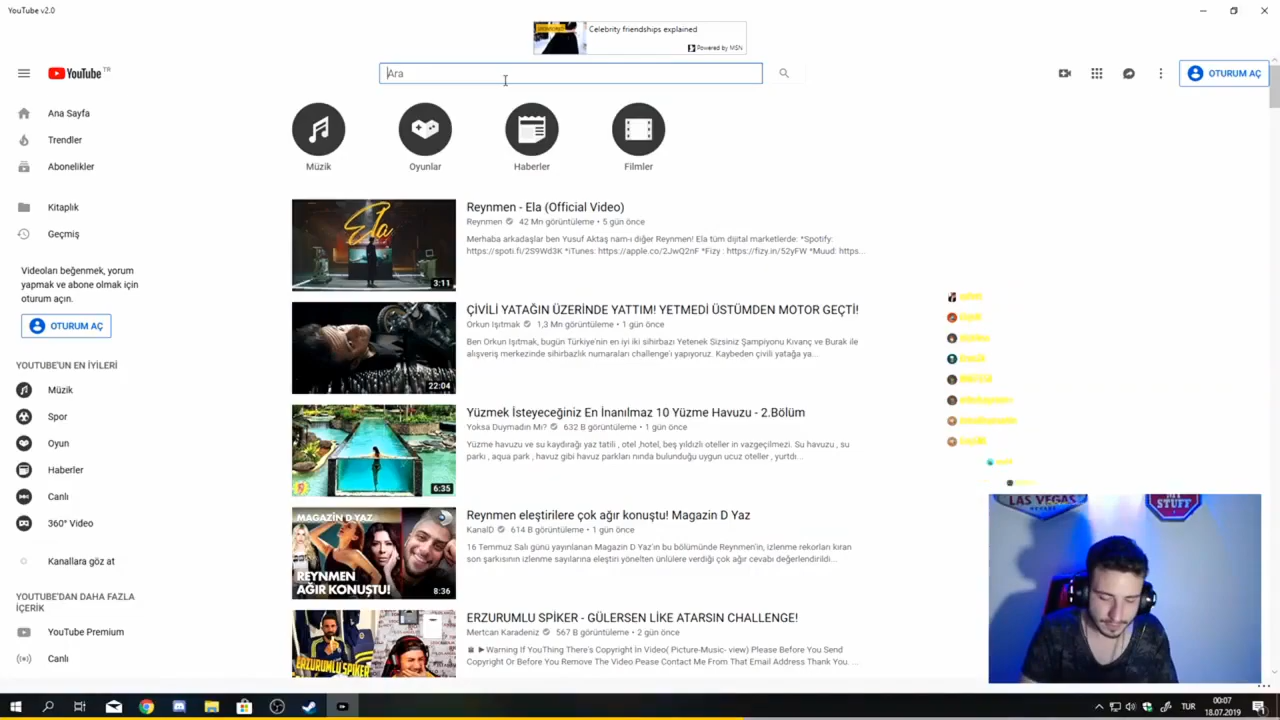 YouTube v2.0
Celebrity friendships explained
Powered by MSN
YouTube TR
Ara
OTURUM AÇ
Ana Sayfa
Trendler
Abonelikler
Kitaplık
Geçmiş
Videoları beğenmek, yorum
yapmak ve abone olmak için
oturum açın.
OTURUM AÇ
YOUTUBE'UN EN İYİLERİ
Müzik
Spor
Oyun
Haberler
Canlı
360° Video
Kanallara göz at
YOUTUBE'DAN DAHA FAZLA
İÇERİK
YouTube Premium
Canlı
Müzik
Oyunlar
Haberler
Filmler
Ela
3:11
Reynmen - Ela (Official Video)
Reynmen 42 Mn görüntüleme • 5 gün önce
Merhaba arkadaşlar ben Yusuf Aktaş nam-ı diğer Reynmen! Ela tüm dijital marketlerde: *Spotify:
https://spoti.fi/2S9Wd3K *iTunes: https://apple.co/2JwQ2nF *Fizy : https://fizy.in/52yFW *Muud: https...
22:04
ÇİVİLİ YATAĞIN ÜZERİNDE YATTIM! YETMEDİ ÜSTÜMDEN MOTOR GEÇTİ!
Orkun Işıtmak 1,3 Mn görüntüleme • 1 gün önce
Ben Orkun Işıtmak, bugün Türkiye'nin en iyi iki sihirbazı Yetenek Sizsiniz Şampiyonu Kıvanç ve Burak ile
alışveriş merkezinde sihirbazlık numaraları challenge'ı yapıyoruz. Kaybeden çivili yatağa ya...
6:35
Yüzmek İsteyeceğiniz En İnanılmaz 10 Yüzme Havuzu - 2.Bölüm
Yoksa Duymadın Mı? 632 B görüntüleme • 1 gün önce
Yüzme havuzu ve su kaydırağı yaz tatili , otel ,hotel, beş yıldızlı oteller in vazgeçilmezi. Su havuzu , su
parkı , aqua park , havuz gibi havuz parkları nında bulunduğu uygun ucuz oteller , yurtdı...
MAGAZİN D YAZ
REYNMEN
AĞIR KONUŞTU!
8:36
Reynmen eleştirilere çok ağır konuştu! Magazin D Yaz
KanalD 614 B görüntüleme • 1 gün önce
16 Temmuz Salı günü yayınlanan Magazin D Yaz'ın bu bölümünde Reynmen'in, izlenme rekorları kıran
son şarkısının izlenme sayılarına eleştiri yönelten ünlülere verdiği çok ağır cevabı değerlendirildi...
ERZURUMLU SPİKER
ERZURUMLU SPİKER - GÜLERSEN LİKE ATARSIN CHALLENGE!
Mertcan Karadeniz 567 B görüntüleme • 2 gün önce
►Warning If YouThing There's Copyright In Video( Picture-Music- view) Please Before You Send
Copyright Or Before You Remove The Video Pease Contact Me From That Email Address Thank You. ...
LAS VEGAS
STUFF
TUR
00:07
18.07.2019